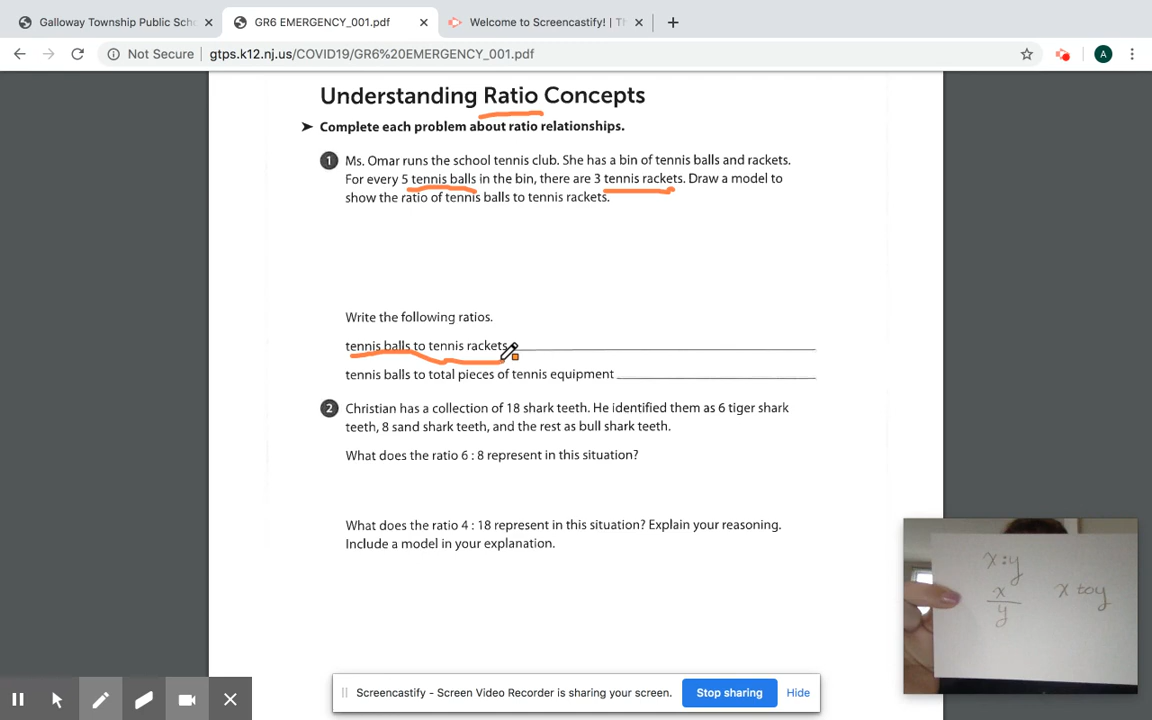 Galloway Township Public Scho
GR6 EMERGENCY_001.pdf
Welcome to Screencastify! | Th
Not Secure | gtps.k12.nj.us/COVID19/GR6%20EMERGENCY_001.pdf
A
Understanding Ratio Concepts
➤ Complete each problem about ratio relationships.
1 Ms. Omar runs the school tennis club. She has a bin of tennis balls and rackets.
For every 5 tennis balls in the bin, there are 3 tennis rackets. Draw a model to
show the ratio of tennis balls to tennis rackets.
Write the following ratios.
tennis balls to tennis rackets
tennis balls to total pieces of tennis equipment
2 Christian has a collection of 18 shark teeth. He identified them as 6 tiger shark
teeth, 8 sand shark teeth, and the rest as bull shark teeth.
What does the ratio 6 : 8 represent in this situation?
What does the ratio 4 : 18 represent in this situation? Explain your reasoning.
Include a model in your explanation.
x:y
x
y
x to y
Screencastify - Screen Video Recorder is sharing your screen.
Stop sharing
Hide